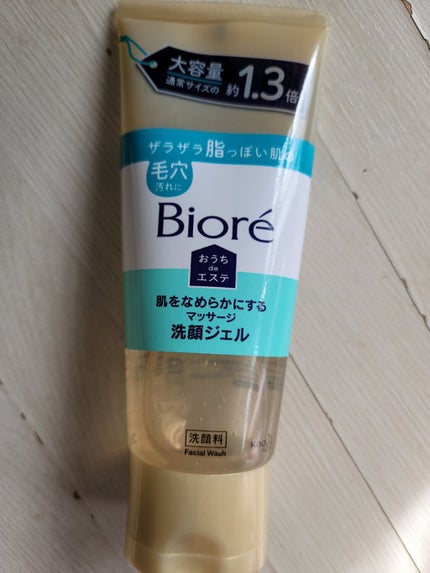 大容量
通常サイズの 約1.3倍
ザラザラ脂っぽい肌の
毛穴
汚れに
Bioré
おうち
de
エステ
肌をなめらかにする
マッサージ
洗顔ジェル
洗顔料
Facial Wash